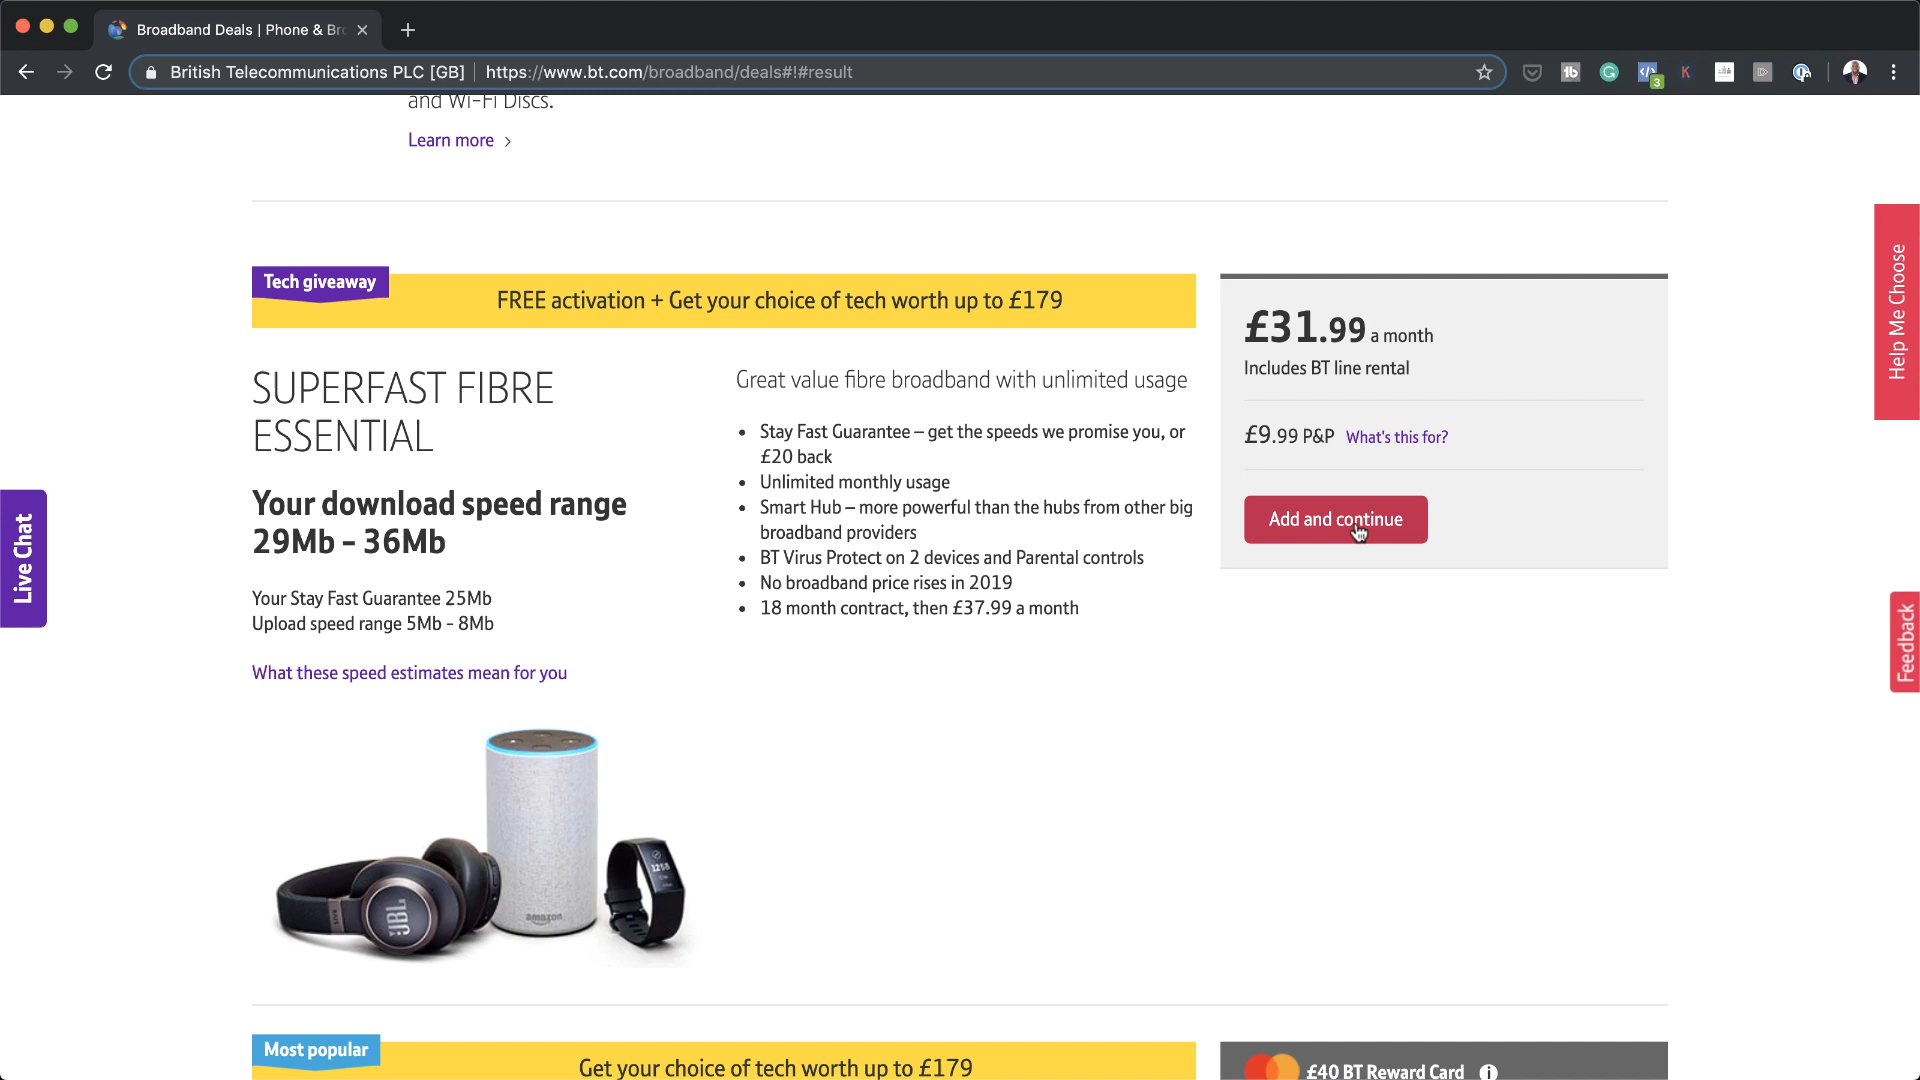 Broadband Deals | Phone & Br
British Telecommunications PLC [GB] https://www.bt.com/broadband/deals#!#result
tb
G
</>
3
K
and Wi-Fi Discs.
Learn more
Tech giveaway
FREE activation + Get your choice of tech worth up to £179
SUPERFAST FIBRE
ESSENTIAL
Your download speed range
29Mb - 36Mb
Your Stay Fast Guarantee 25Mb
Upload speed range 5Mb - 8Mb
What these speed estimates mean for you
Great value fibre broadband with unlimited usage
• Stay Fast Guarantee – get the speeds we promise you, or
£20 back
• Unlimited monthly usage
• Smart Hub – more powerful than the hubs from other big
broadband providers
• BT Virus Protect on 2 devices and Parental controls
• No broadband price rises in 2019
• 18 month contract, then £37.99 a month
£31.99 a month
Includes BT line rental
£9.99 P&P What's this for?
Add and continue
Help Me Choose
Live Chat
Feedback
JBL
LIVE
amazon
Most popular
Get your choice of tech worth up to £179
£40 BT Reward Card